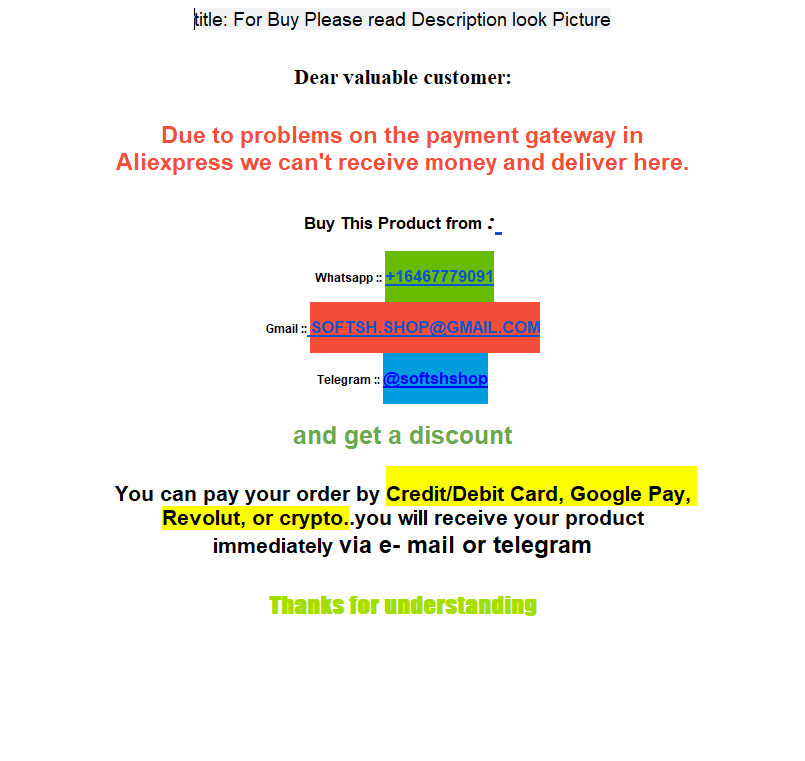 title: For Buy Please read Description look Picture
Dear valuable customer:
Due to problems on the payment gateway in
Aliexpress we can't receive money and deliver here.
Buy This Product from :
Whatsapp :: +16467779091
Gmail :: SOFTSH.SHOP@GMAIL.COM
Telegram :: @softshshop
and get a discount
You can pay your order by Credit/Debit Card, Google Pay,
Revolut, or crypto..you will receive your product
immediately via e- mail or telegram
Thanks for understanding